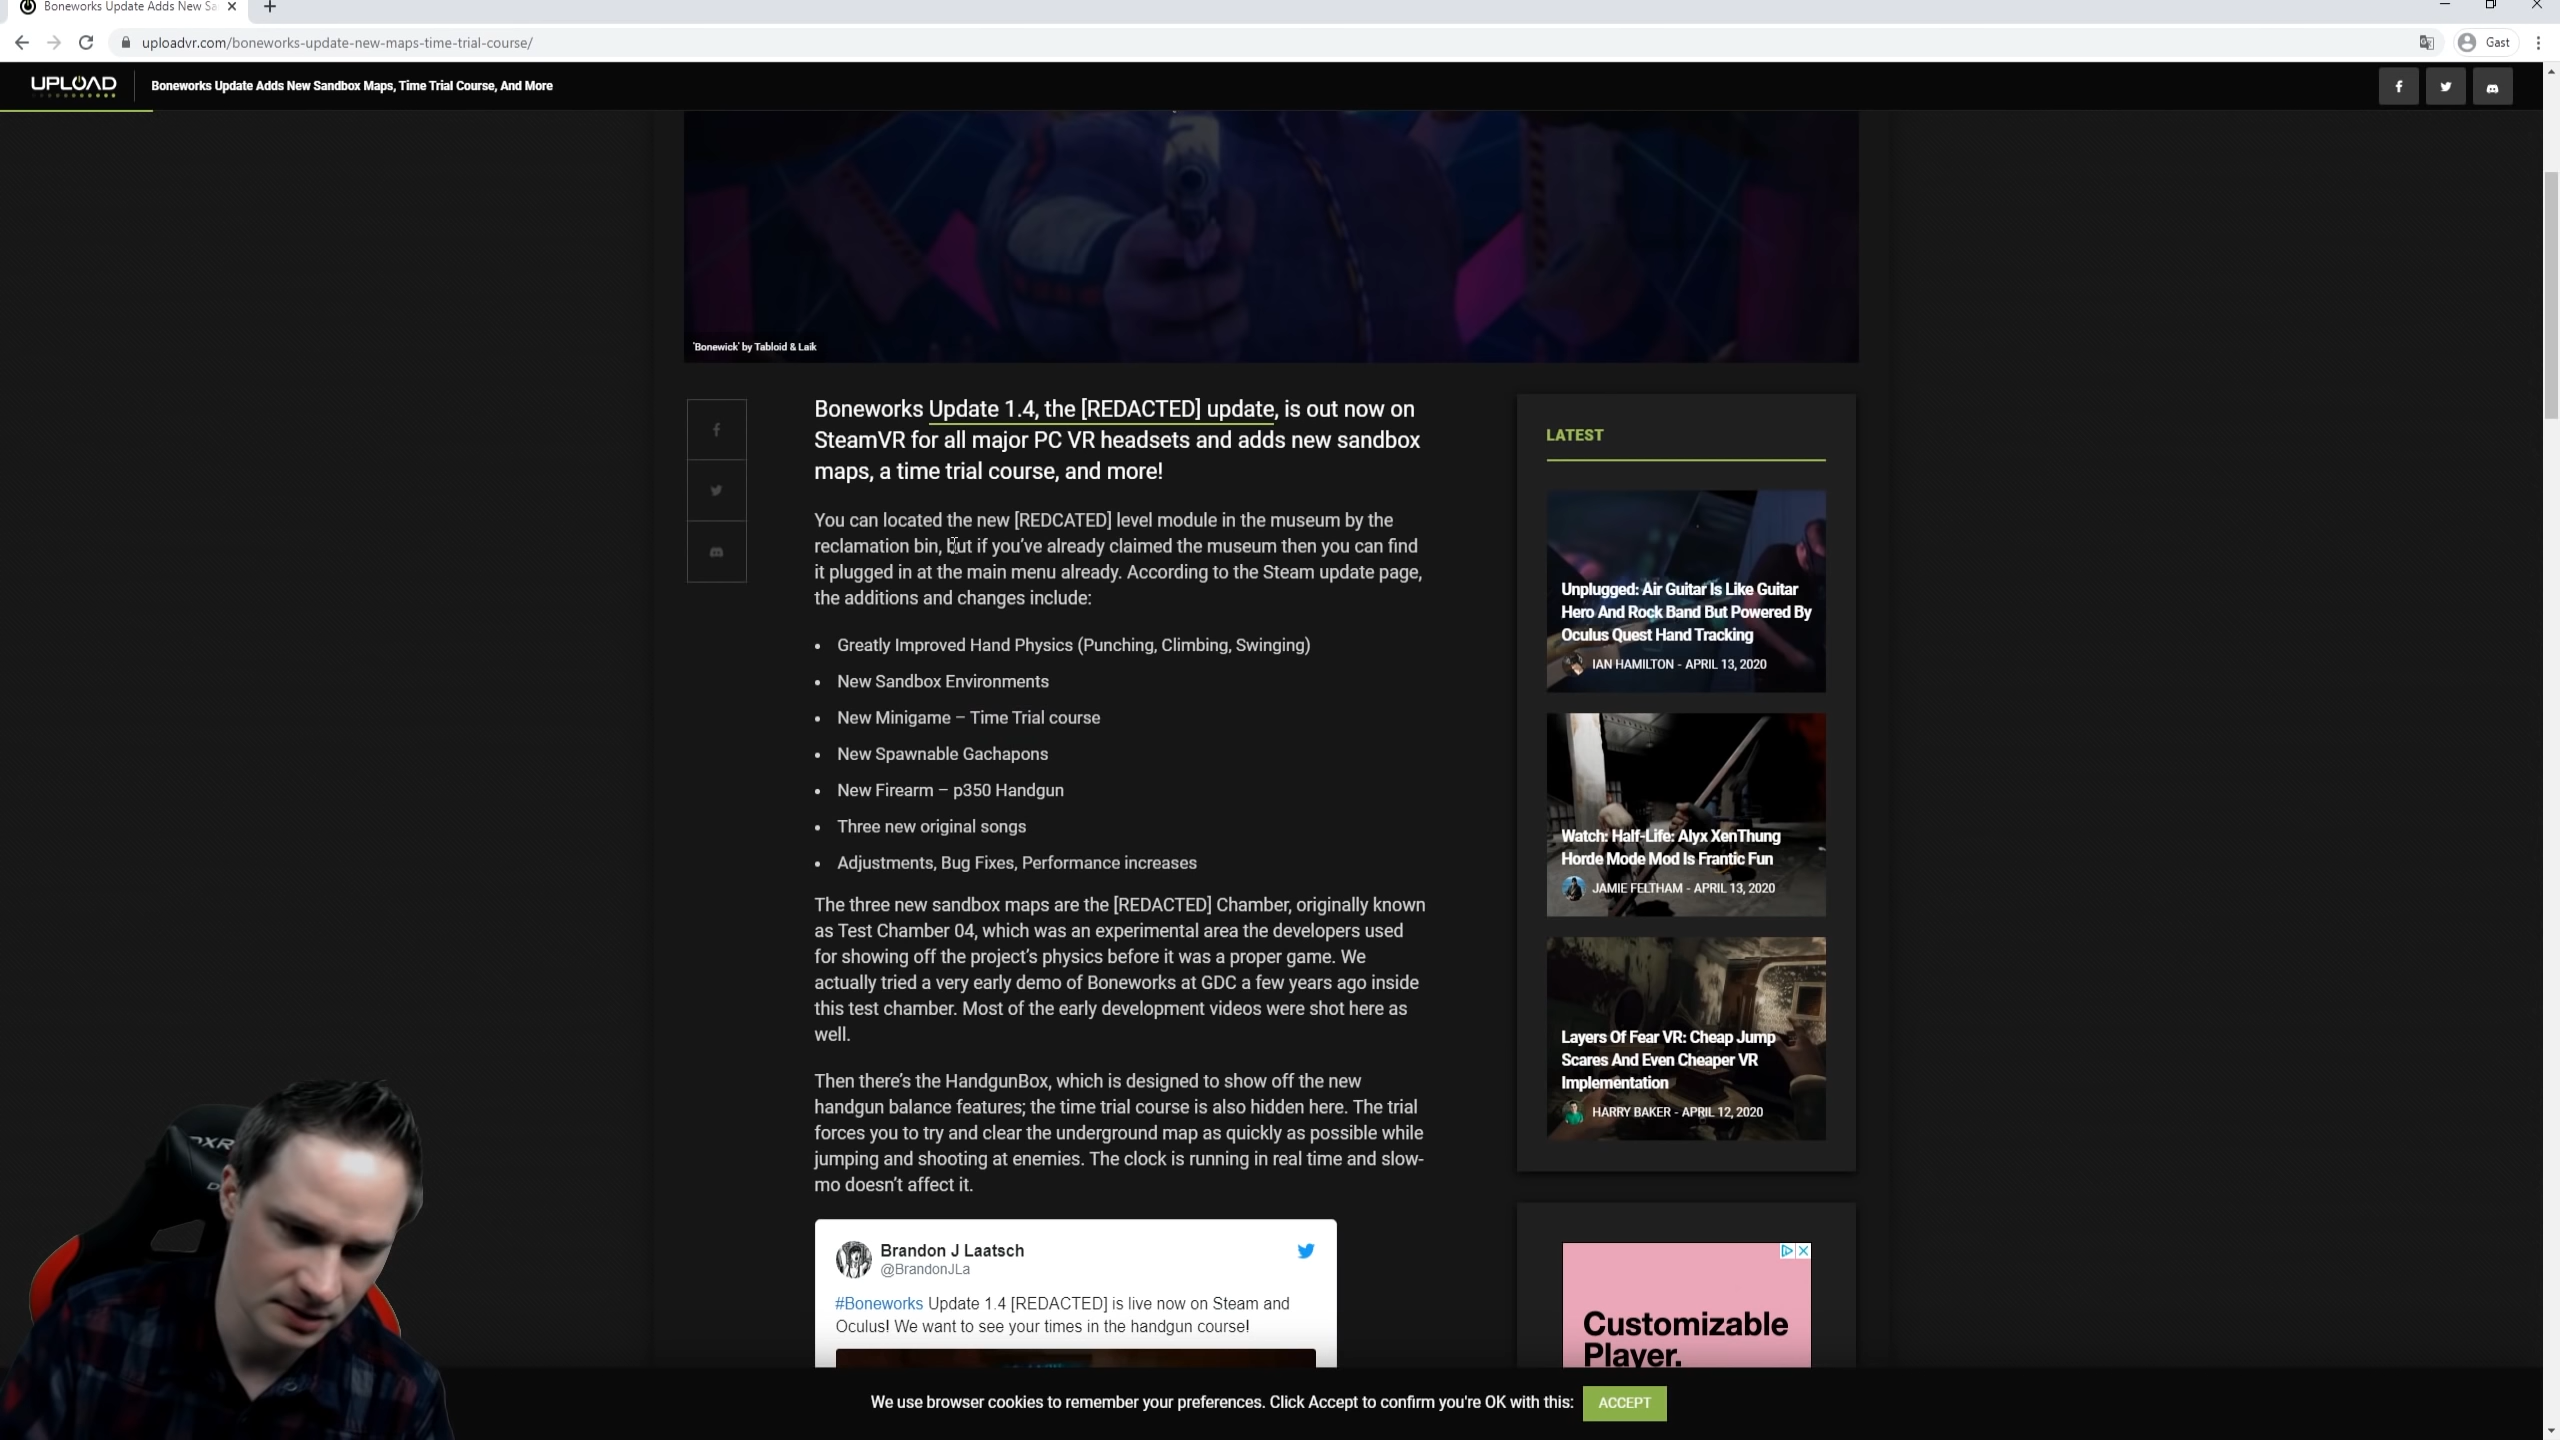 Boneworks Update Adds New Sa
uploadvr.com/boneworks-update-new-maps-time-trial-course/
Gast
UPLOAD
Boneworks Update Adds New Sandbox Maps, Time Trial Course, And More
'Bonewick' by Tabloid & Laik
Boneworks Update 1.4, the [REDACTED] update, is out now on
SteamVR for all major PC VR headsets and adds new sandbox
maps, a time trial course, and more!
You can located the new [REDCATED] level module in the museum by the
reclamation bin, but if you've already claimed the museum then you can find
it plugged in at the main menu already. According to the Steam update page,
the additions and changes include:
• Greatly Improved Hand Physics (Punching, Climbing, Swinging)
• New Sandbox Environments
• New Minigame – Time Trial course
• New Spawnable Gachapons
• New Firearm – p350 Handgun
• Three new original songs
• Adjustments, Bug Fixes, Performance increases
The three new sandbox maps are the [REDACTED] Chamber, originally known
as Test Chamber 04, which was an experimental area the developers used
for showing off the project's physics before it was a proper game. We
actually tried a very early demo of Boneworks at GDC a few years ago inside
this test chamber. Most of the early development videos were shot here as
well.
Then there's the HandgunBox, which is designed to show off the new
handgun balance features; the time trial course is also hidden here. The trial
forces you to try and clear the underground map as quickly as possible while
jumping and shooting at enemies. The clock is running in real time and slow-
mo doesn't affect it.
Brandon J Laatsch
@BrandonJLa
#Boneworks Update 1.4 [REDACTED] is live now on Steam and
Oculus! We want to see your times in the handgun course!
LATEST
Unplugged: Air Guitar Is Like Guitar
Hero And Rock Band But Powered By
Oculus Quest Hand Tracking
IAN HAMILTON - APRIL 13, 2020
Watch: Half-Life: Alyx XenThung
Horde Mode Mod Is Frantic Fun
JAMIE FELTHAM - APRIL 13, 2020
Layers Of Fear VR: Cheap Jump
Scares And Even Cheaper VR
Implementation
HARRY BAKER - APRIL 12, 2020
Customizable
Player.
We use browser cookies to remember your preferences. Click Accept to confirm you're OK with this:
ACCEPT